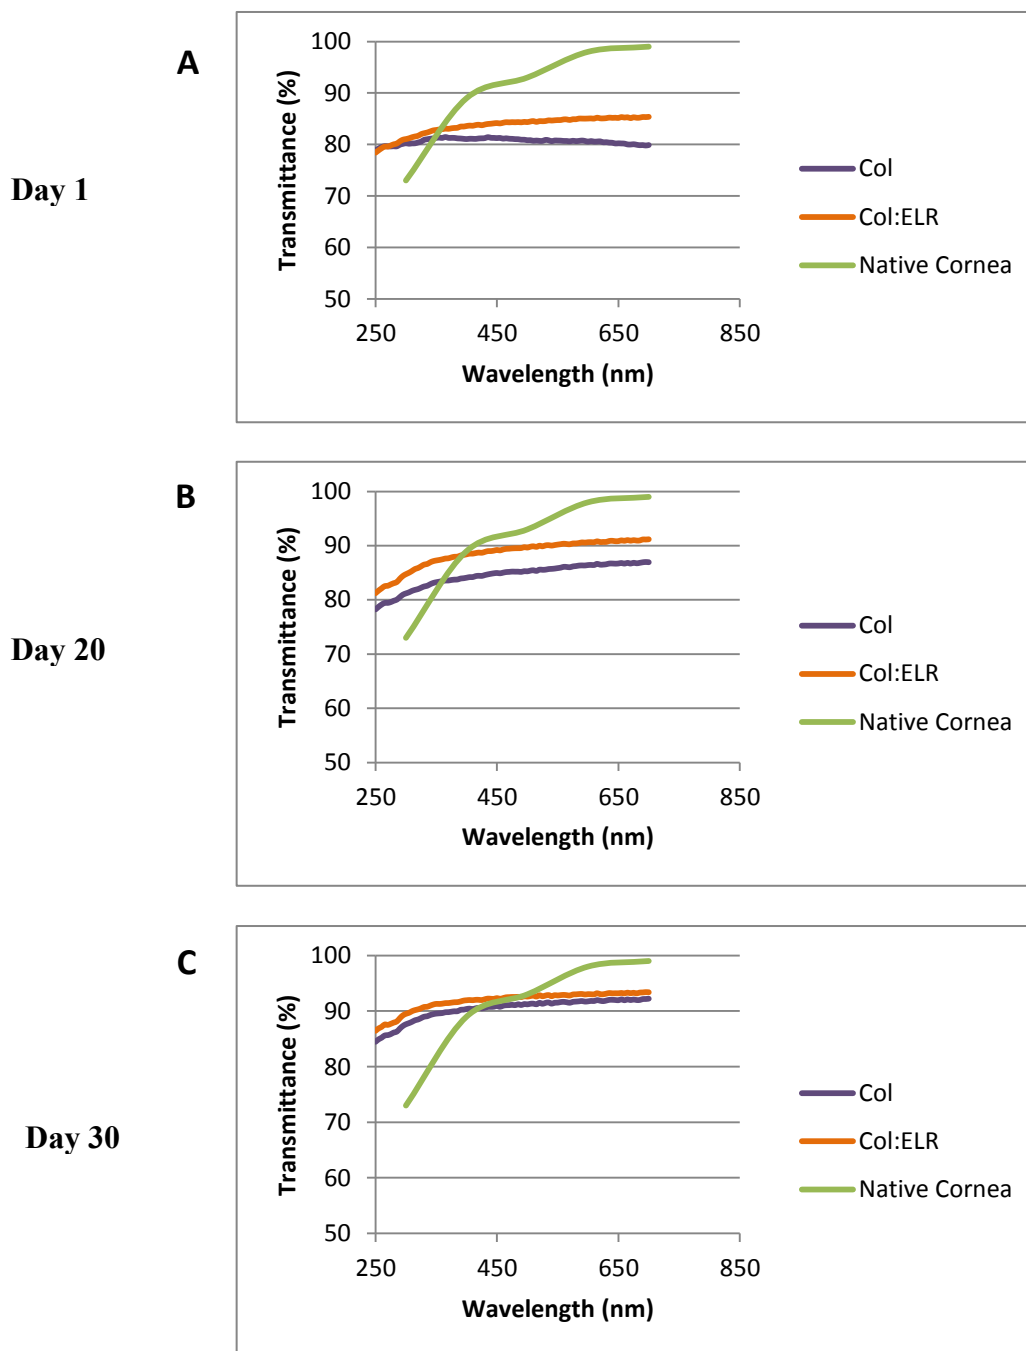 A
Day 1
Transmittance (%)
100
90
80
70
60
50
250 450 650 850
Wavelength (nm)
Col
Col:ELR
Native Cornea
B
Day 20
Transmittance (%)
100
90
80
70
60
50
250 450 650 850
Wavelength (nm)
Col
Col:ELR
Native Cornea
C
Day 30
Transmittance (%)
100
90
80
70
60
50
250 450 650 850
Wavelength (nm)
Col
Col:ELR
Native Cornea